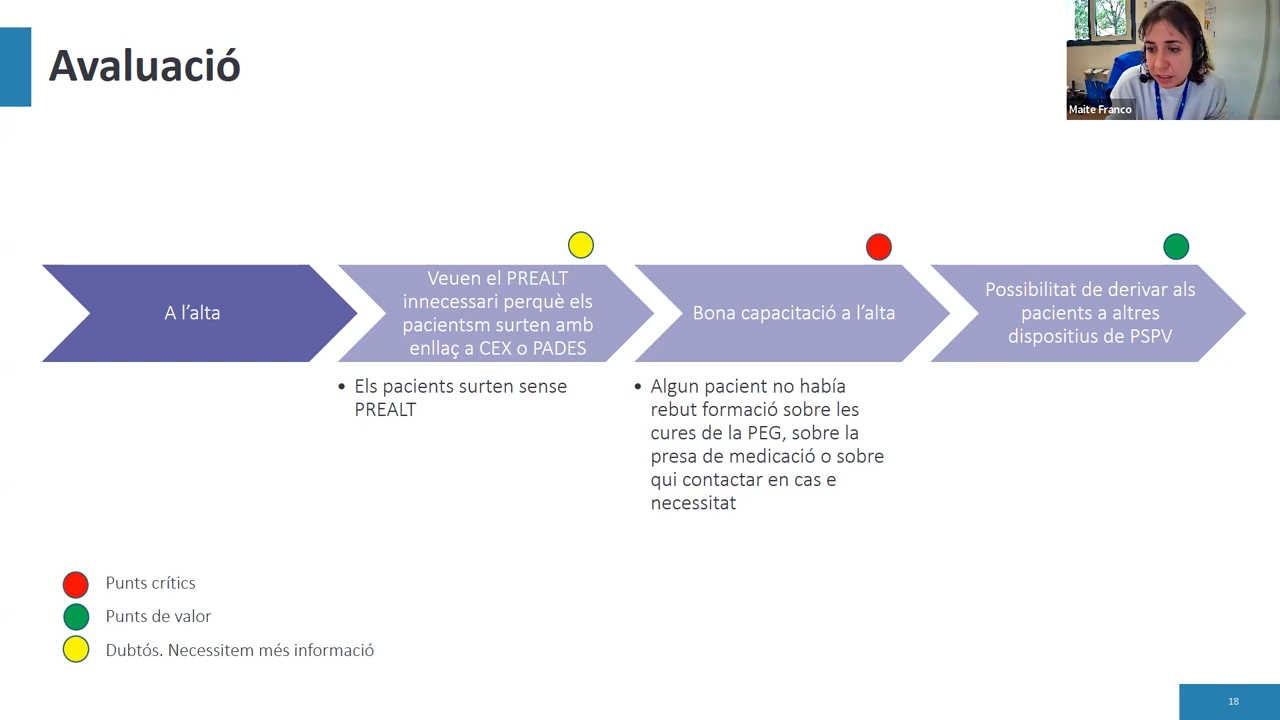 Avaluació
Maite Franco
A l’alta
Veuen el PREALT
innecessari perquè els
pacientsm surten amb
enllaç a CEX o PADES
Bona capacitació a l’alta
Possibilitat de derivar als
pacients a altres
dispositius de PSPV
• Els pacients surten sense
PREALT
• Algun pacient no había
rebut formació sobre les
cures de la PEG, sobre la
presa de medicació o sobre
qui contactar en cas e
necessitat
Punts crítics
Punts de valor
Dubtós. Necessitem més informació
18